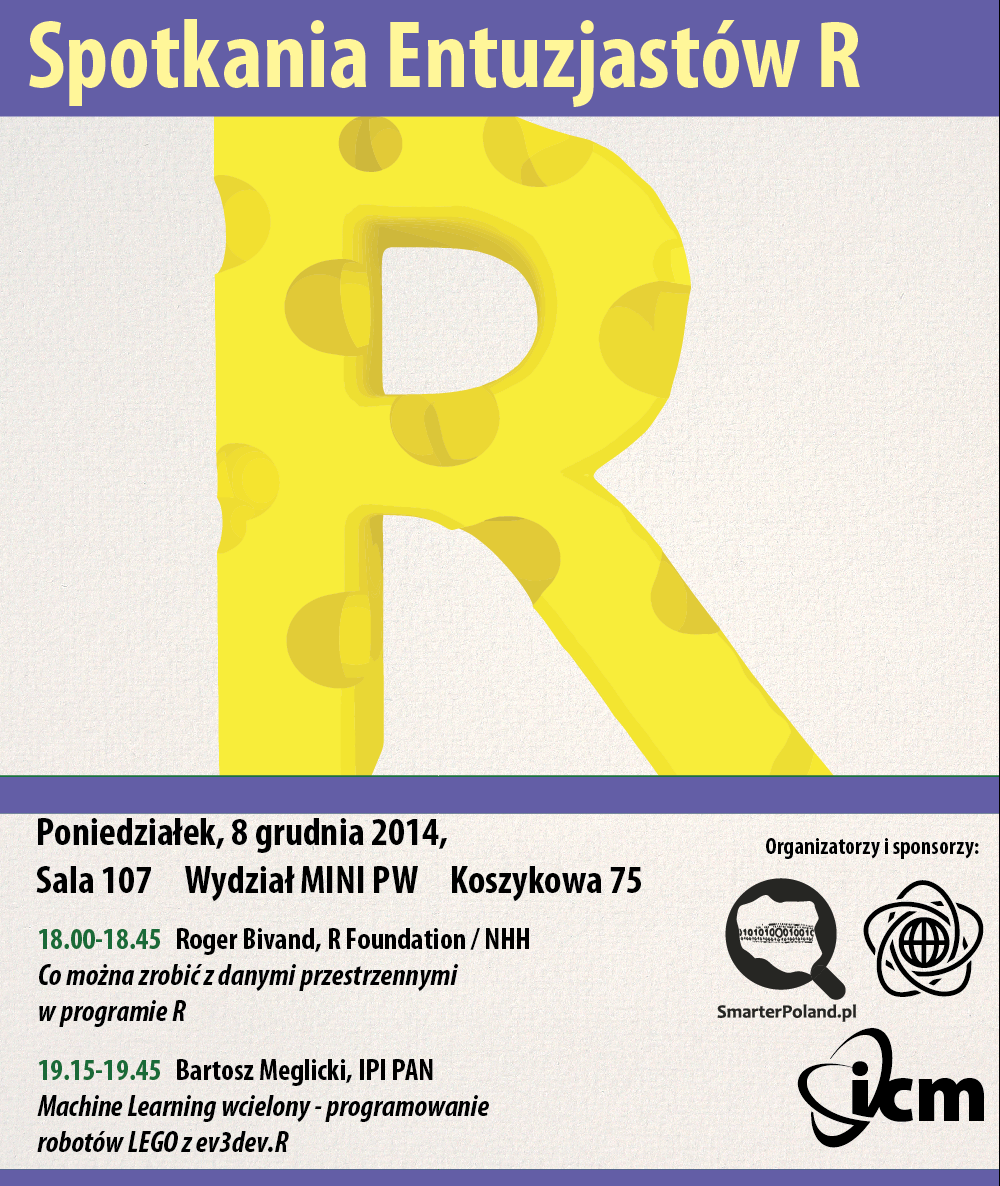 Spotkania Entuzjastów R
Poniedziałek, 8 grudnia 2014,
Sala 107 Wydział MINI PW Koszykowa 75
18.00-18.45 Roger Bivand, R Foundation / NHH
Co można zrobić z danymi przestrzennymi
w programie R
19.15-19.45 Bartosz Meglicki, IPI PAN
Machine Learning wcielony - programowanie
robotów LEGO z ev3dev.R
Organizatorzy i sponsorzy:
SmarterPoland.pl
icm